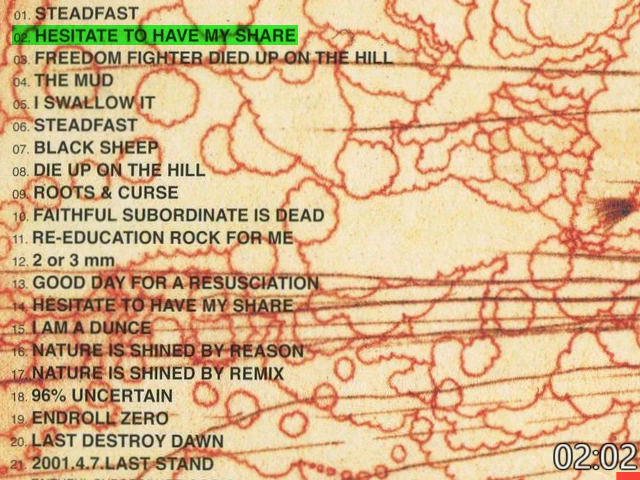 01. STEADFAST
02. HESITATE TO HAVE MY SHARE
03. FREEDOM FIGHTER DIED UP ON THE HILL
04. THE MUD
05. I SWALLOW IT
06. STEADFAST
07. BLACK SHEEP
08. DIE UP ON THE HILL
09. ROOTS & CURSE
10. FAITHFUL SUBORDINATE IS DEAD
11. RE-EDUCATION ROCK FOR ME
12. 2 or 3 mm
13. GOOD DAY FOR A RESUSCIATION
14. HESITATE TO HAVE MY SHARE
15. I AM A DUNCE
16. NATURE IS SHINED BY REASON
17. NATURE IS SHINED BY REMIX
18. 96% UNCERTAIN
19. ENDROLL ZERO
20. LAST DESTROY DAWN
21. 2001.4.7.LAST STAND
02:02